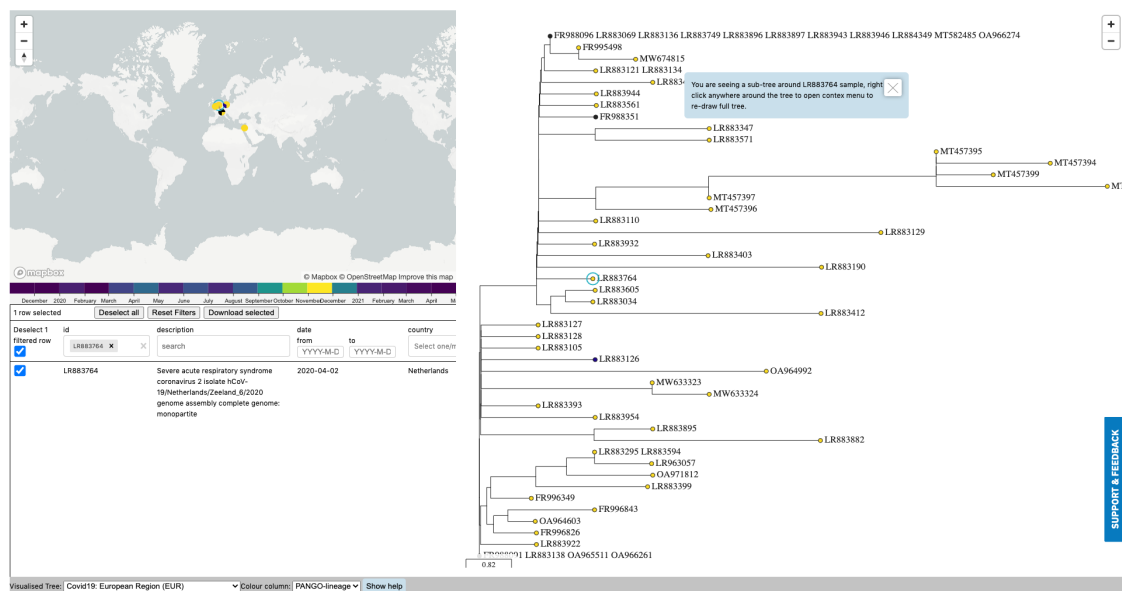 +
−
mapbox
© Mapbox © OpenStreetMap Improve this map
December 2020 February March April May June July August September October November December 2021 February March April
1 row selected Deselect all Reset Filters Download selected
Deselect 1 filtered row
id
LR883764 ×
description
search
date
from to
YYYY-M-D YYYY-M-D
country
Select one/m
LR883764
Severe acute respiratory syndrome
coronavirus 2 isolate hCoV-
19/Netherlands/Zeeland_6/2020
genome assembly complete genome:
monopartite
2020-04-02
Netherlands
+
−
FR988096 LR883069 LR883136 LR883749 LR883896 LR883897 LR883943 LR883946 LR884349 MT582485 OA966274
FR995498
MW674815
LR883121 LR883134
You are seeing a sub-tree around LR883764 sample, right
click anywhere around the tree to open contex menu to
re-draw full tree.
LR883944
LR883561
FR988351
LR883347
LR883571
MT457395
MT457394
MT457399
MT457397
MT457396
LR883110
LR883129
LR883932
LR883403
LR883190
LR883764
LR883605
LR883034
LR883412
LR883127
LR883128
LR883105
LR883126
OA964992
MW633323
MW633324
LR883393
LR883954
LR883895
LR883882
LR883295 LR883594
LR963057
OA971812
LR883399
FR996349
FR996843
OA964603
FR996826
LR883922
FR988091 LR883138 OA965511 OA966261
0.82
SUPPORT & FEEDBACK
Visualised Tree: Covid19: European Region (EUR) Colour column: PANGO-lineage Show help